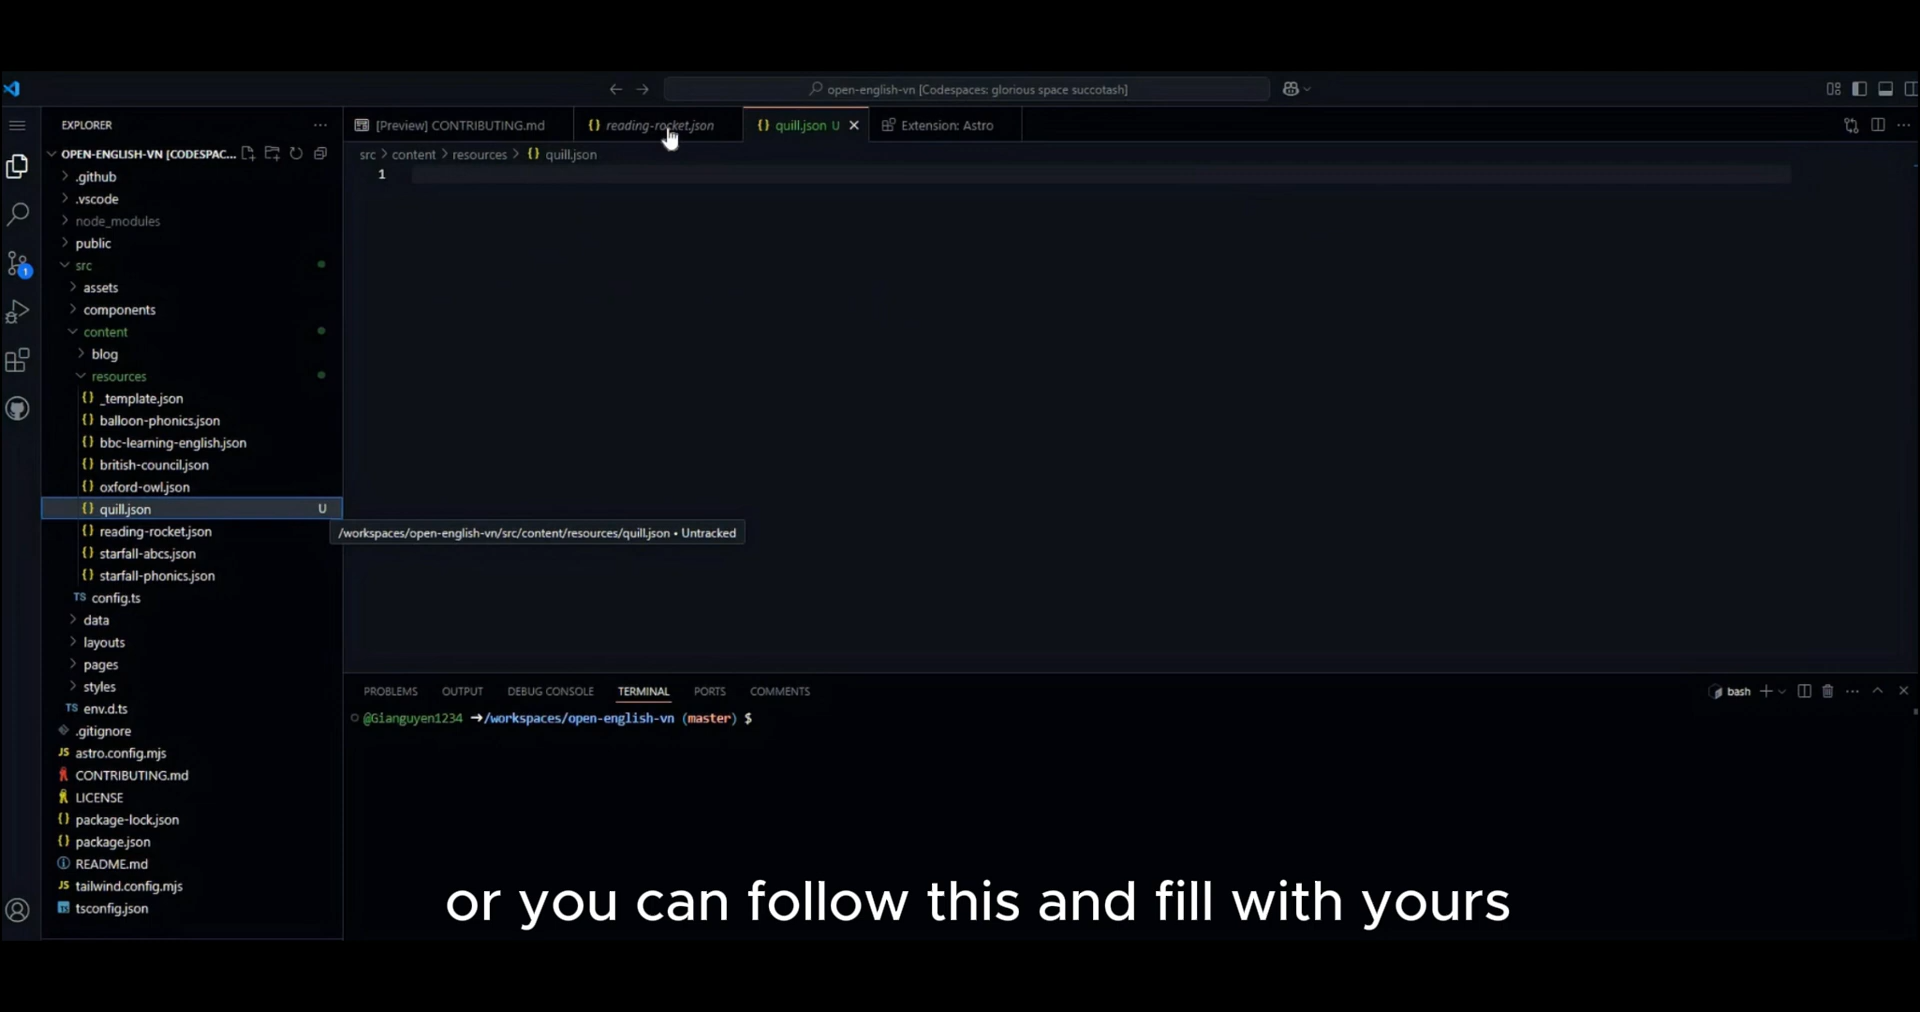 open-english-vn [Codespaces: glorious space succotash]
EXPLORER
[Preview] CONTRIBUTING.md
{} reading-rocket.json
{} quill.json U
Extension: Astro
OPEN-ENGLISH-VN [CODESPAC...
src > content > resources > {} quill.json
1
.github
.vscode
node_modules
public
src
assets
components
content
blog
resources
{} _template.json
{} balloon-phonics.json
{} bbc-learning-english.json
{} british-council.json
{} oxford-owl.json
{} quill.json U
{} reading-rocket.json
/workspaces/open-english-vn/src/content/resources/quill.json • Untracked
{} starfall-abcs.json
{} starfall-phonics.json
TS config.ts
data
layouts
pages
styles
TS env.d.ts
.gitignore
JS astro.config.mjs
CONTRIBUTING.md
LICENSE
{} package-lock.json
{} package.json
README.md
JS tailwind.config.mjs
tsconfig.json
1
PROBLEMS OUTPUT DEBUG CONSOLE TERMINAL PORTS COMMENTS
bash
@Gianguyen1234 ➜/workspaces/open-english-vn (master) $
or you can follow this and fill with yours